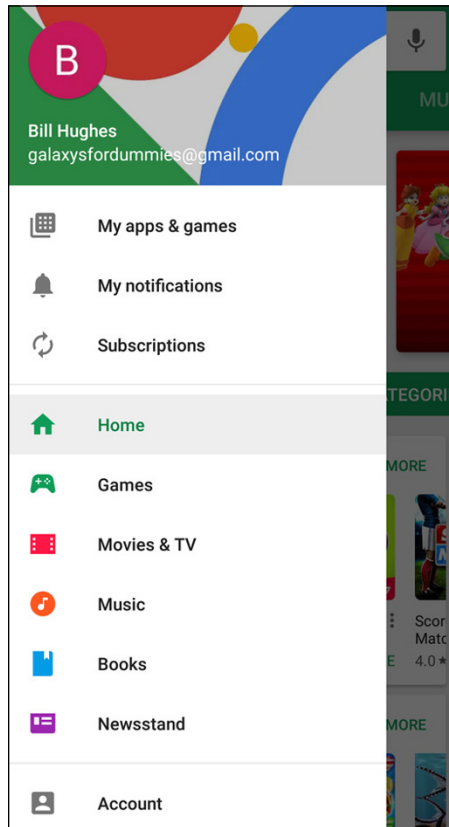 B
Bill Hughes
galaxysfordummies@gmail.com
My apps & games
My notifications
Subscriptions
Home
Games
Movies & TV
Music
Books
Newsstand
Account
MU
TEGORI
MORE
Scor
Matc
E 4.0★
MORE